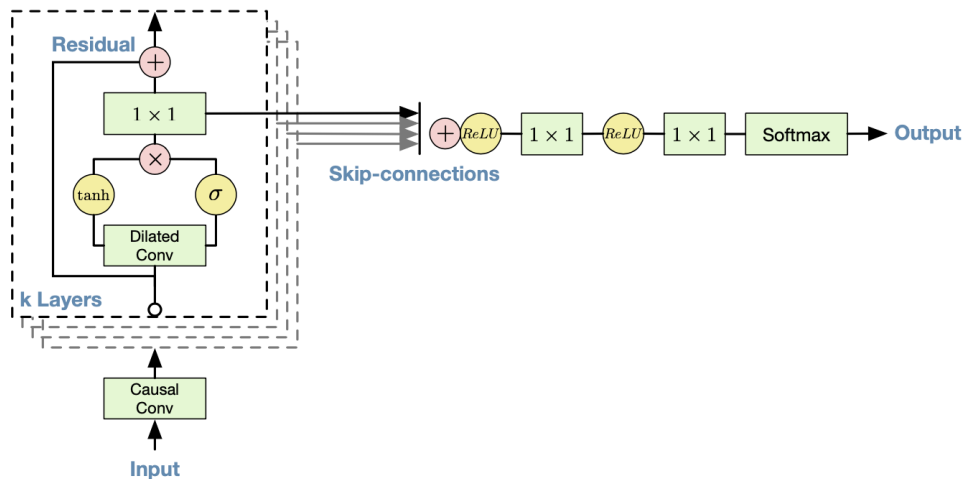 Residual
+
1 × 1
×
tanh
σ
Dilated
Conv
k Layers
Causal
Conv
Input
Skip-connections
+
ReLU
1 × 1
ReLU
1 × 1
Softmax
Output